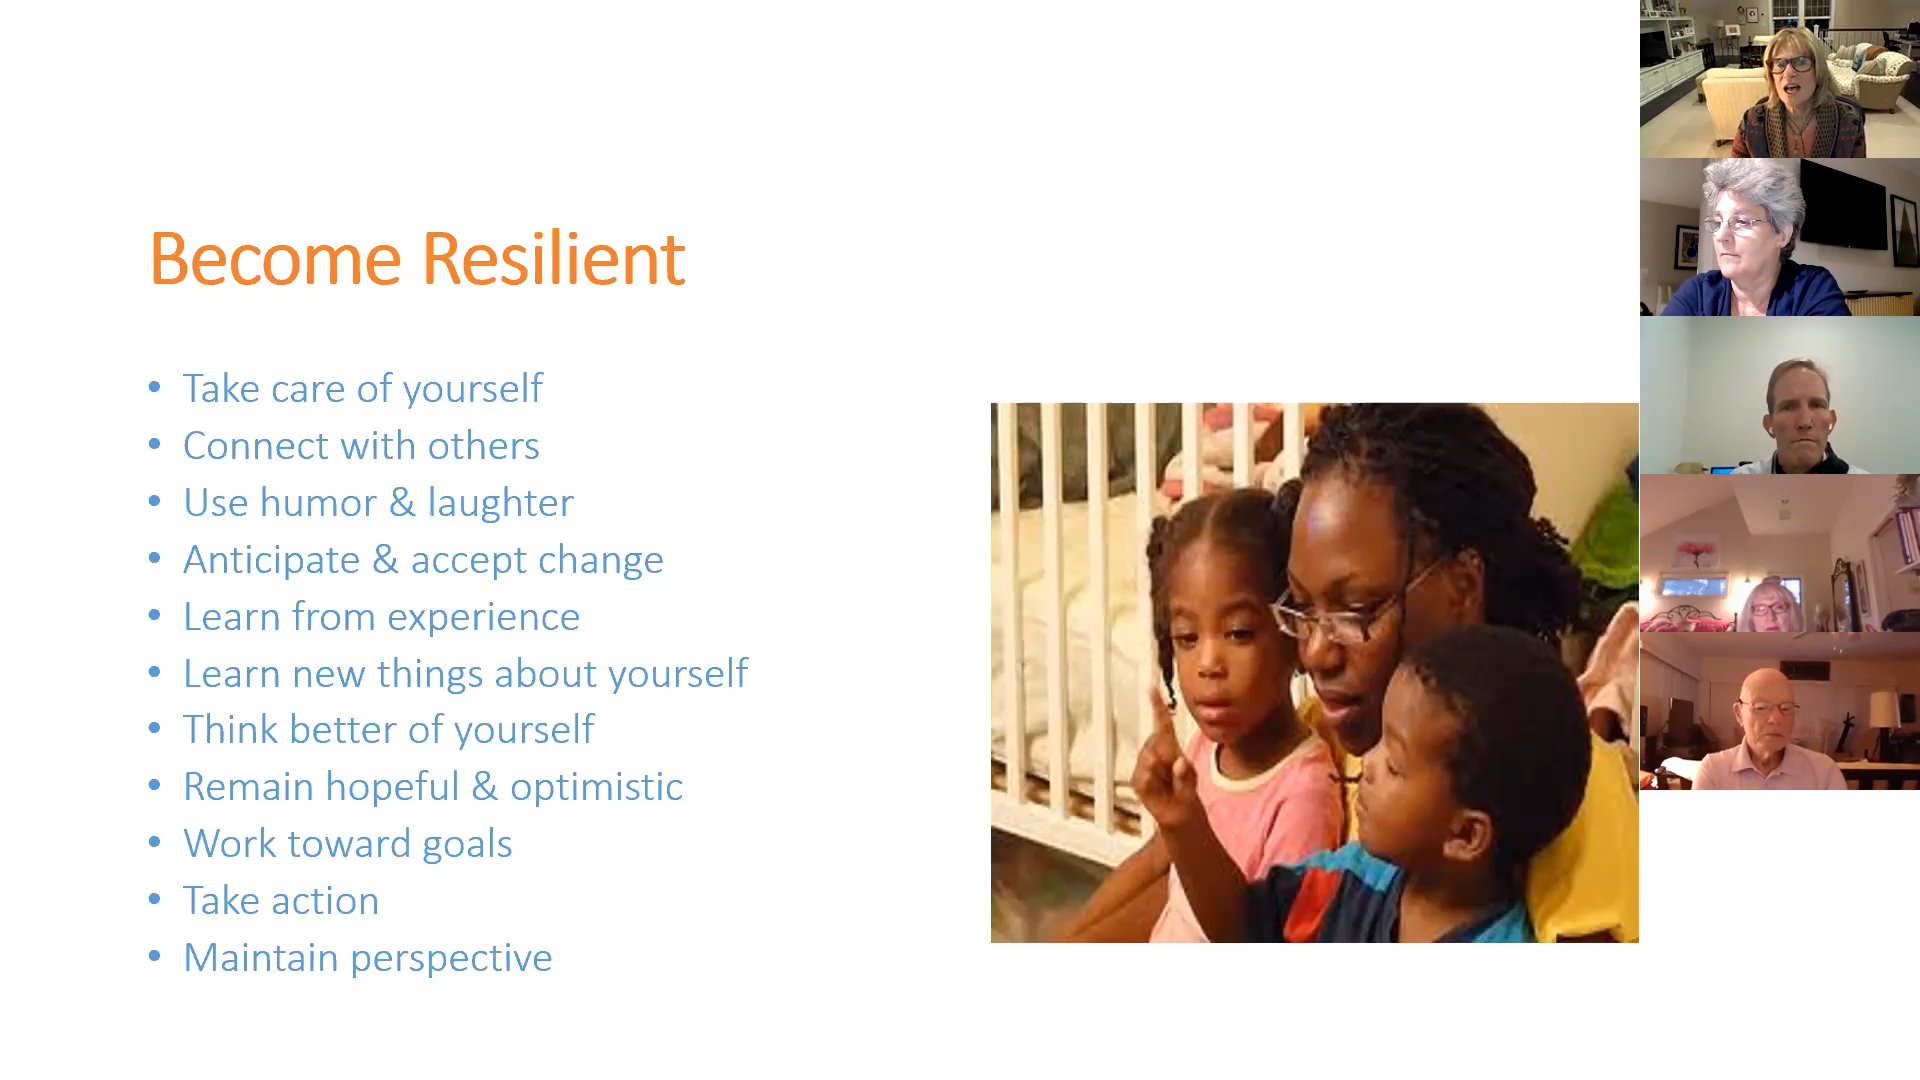 Become Resilient
• Take care of yourself
• Connect with others
• Use humor & laughter
• Anticipate & accept change
• Learn from experience
• Learn new things about yourself
• Think better of yourself
• Remain hopeful & optimistic
• Work toward goals
• Take action
• Maintain perspective